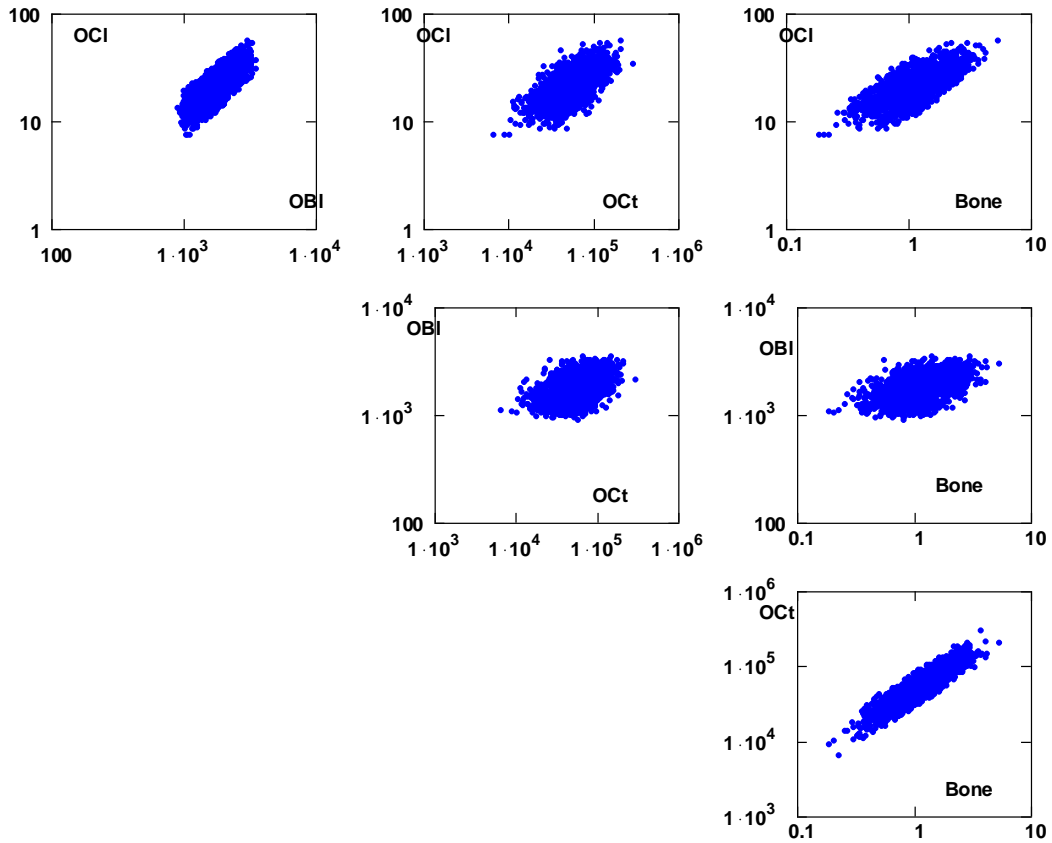 100 100 100
OCl OCl OCl
10 10 10
OBl OCt Bone
1 1 1
100 1·10³ 1·10⁴ 1·10³ 1·10⁴ 1·10⁵ 1·10⁶ 0.1 1 10
1·10⁴ 1·10⁴
OBl OBl
1·10³ 1·10³
OCt Bone
100 100
1·10³ 1·10⁴ 1·10⁵ 1·10⁶ 0.1 1 10
1·10⁶
OCt
1·10⁵
1·10⁴
Bone
1·10³
0.1 1 10